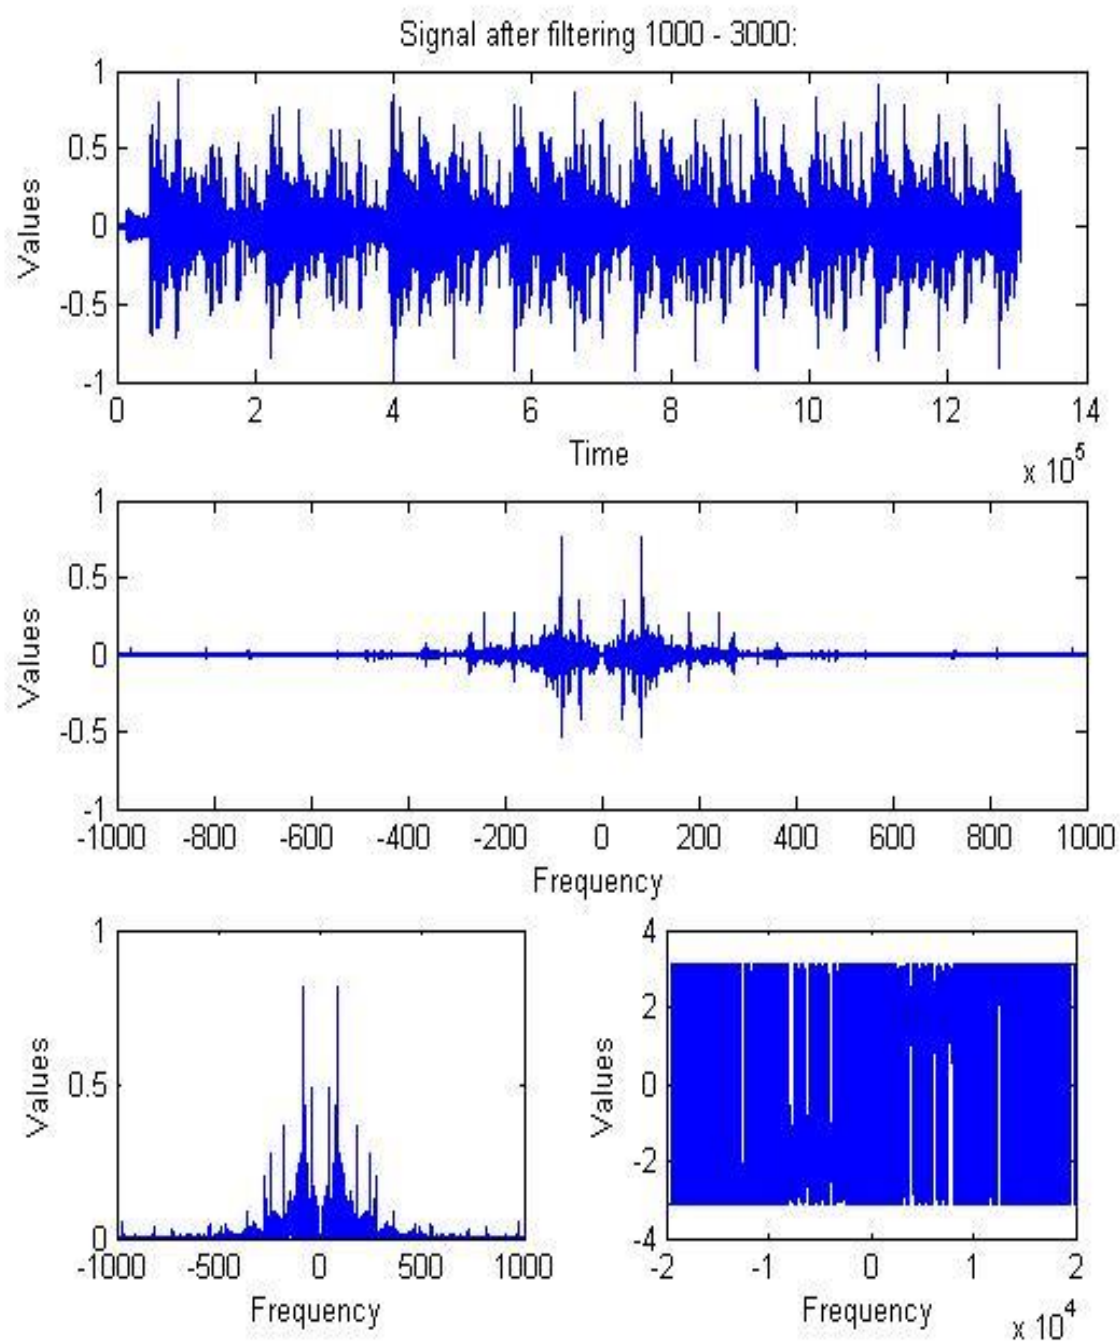 Signal after filtering 1000 - 3000:
1
0.5
0
-0.5
-1
Values
0 2 4 6 8 10 12 14
Time
x 10^5
1
0.5
0
-0.5
-1
Values
-1000 -800 -600 -400 -200 0 200 400 600 800 1000
Frequency
1
0.5
0
Values
-1000 -500 0 500 1000
Frequency
4
2
0
-2
-4
Values
-2 -1 0 1 2
Frequency
x 10^4